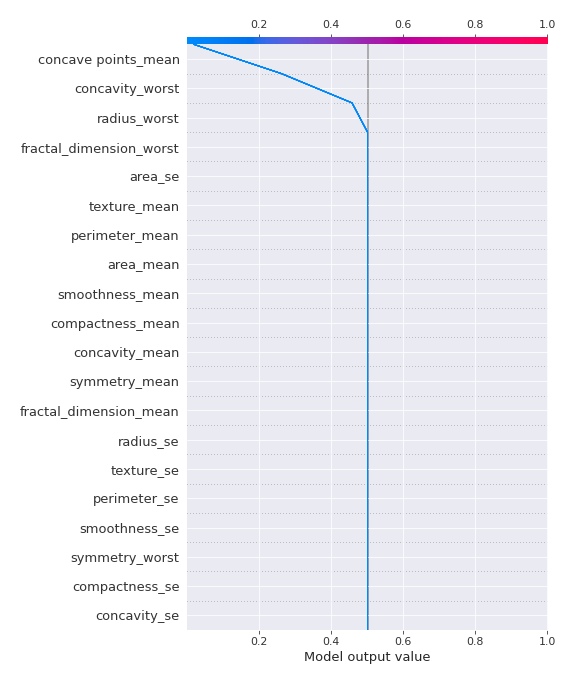 0.2 0.4 0.6 0.8 1.0
concave points_mean
concavity_worst
radius_worst
fractal_dimension_worst
area_se
texture_mean
perimeter_mean
area_mean
smoothness_mean
compactness_mean
concavity_mean
symmetry_mean
fractal_dimension_mean
radius_se
texture_se
perimeter_se
smoothness_se
symmetry_worst
compactness_se
concavity_se
0.2 0.4 0.6 0.8 1.0
Model output value